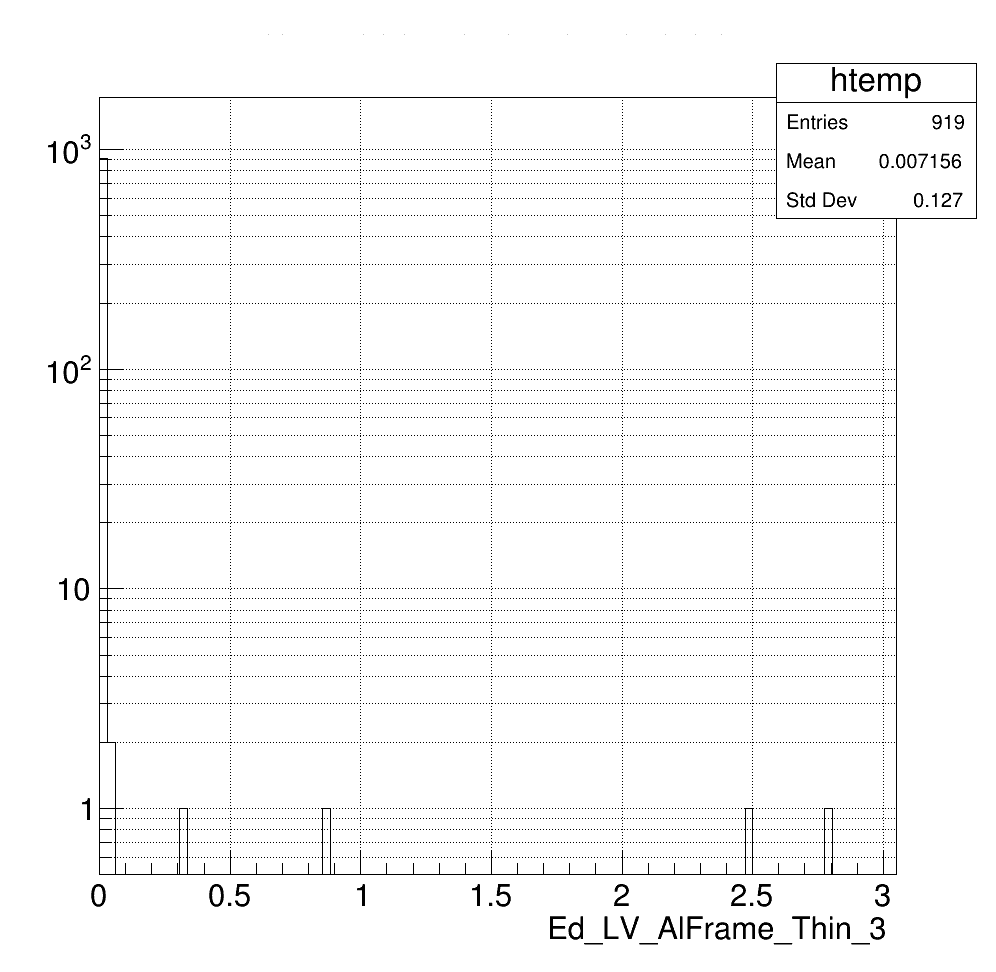 htemp
Entries 919
Mean 0.007156
Std Dev 0.127
10³
10²
10
1
0 0.5 1 1.5 2 2.5 3
Ed_LV_AlFrame_Thin_3